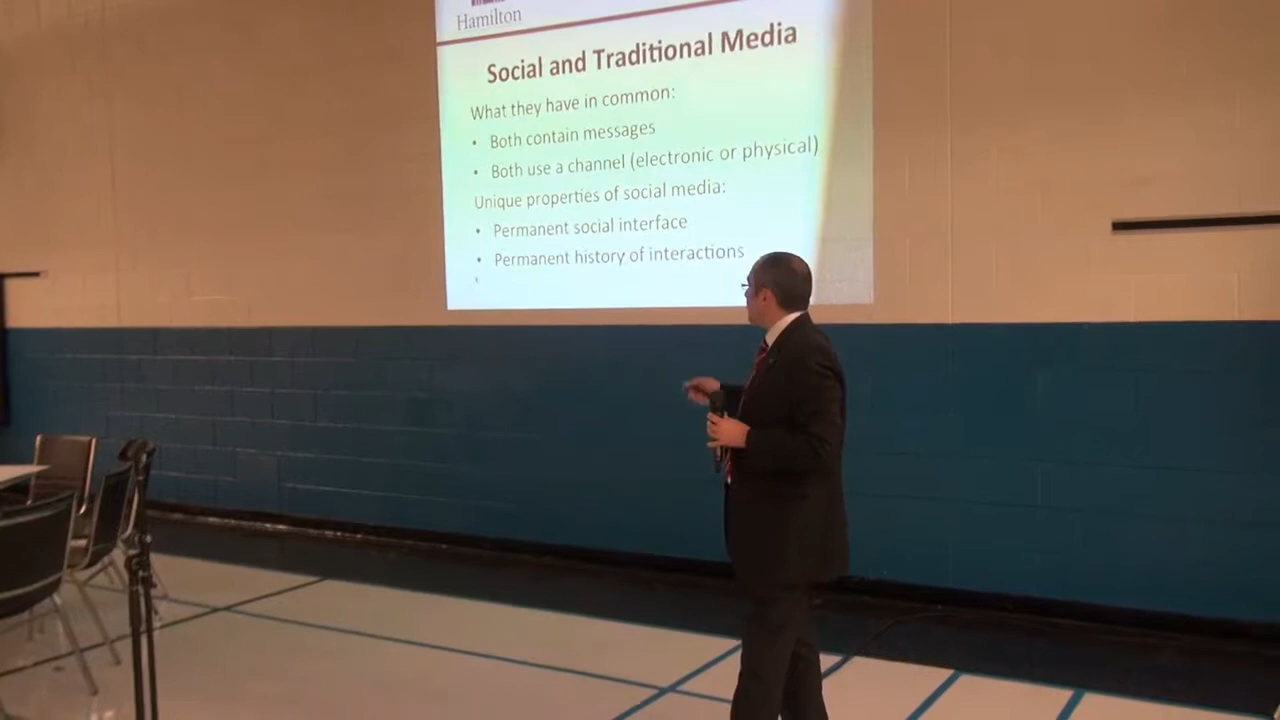 Hamilton
Social and Traditional Media
What they have in common:
• Both contain messages
• Both use a channel (electronic or physical)
Unique properties of social media:
• Permanent social interface
• Permanent history of interactions